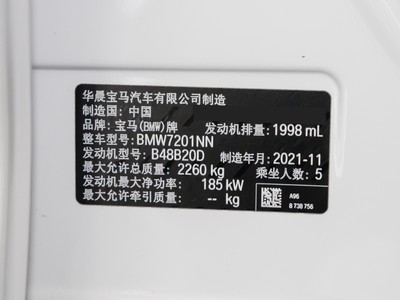 华晨宝马汽车有限公司制造
制造国: 中国
品牌: 宝马(BMW)牌 发动机排量: 1998 mL
整车型号: BMW7201NN
发动机型号: B48B20D 制造年月: 2021-11
最大允许总质量: 2260 kg 乘坐人数: 5
发动机最大净功率: 185 kW
最大允许牵引质量: -- kg
A96
8 738 756